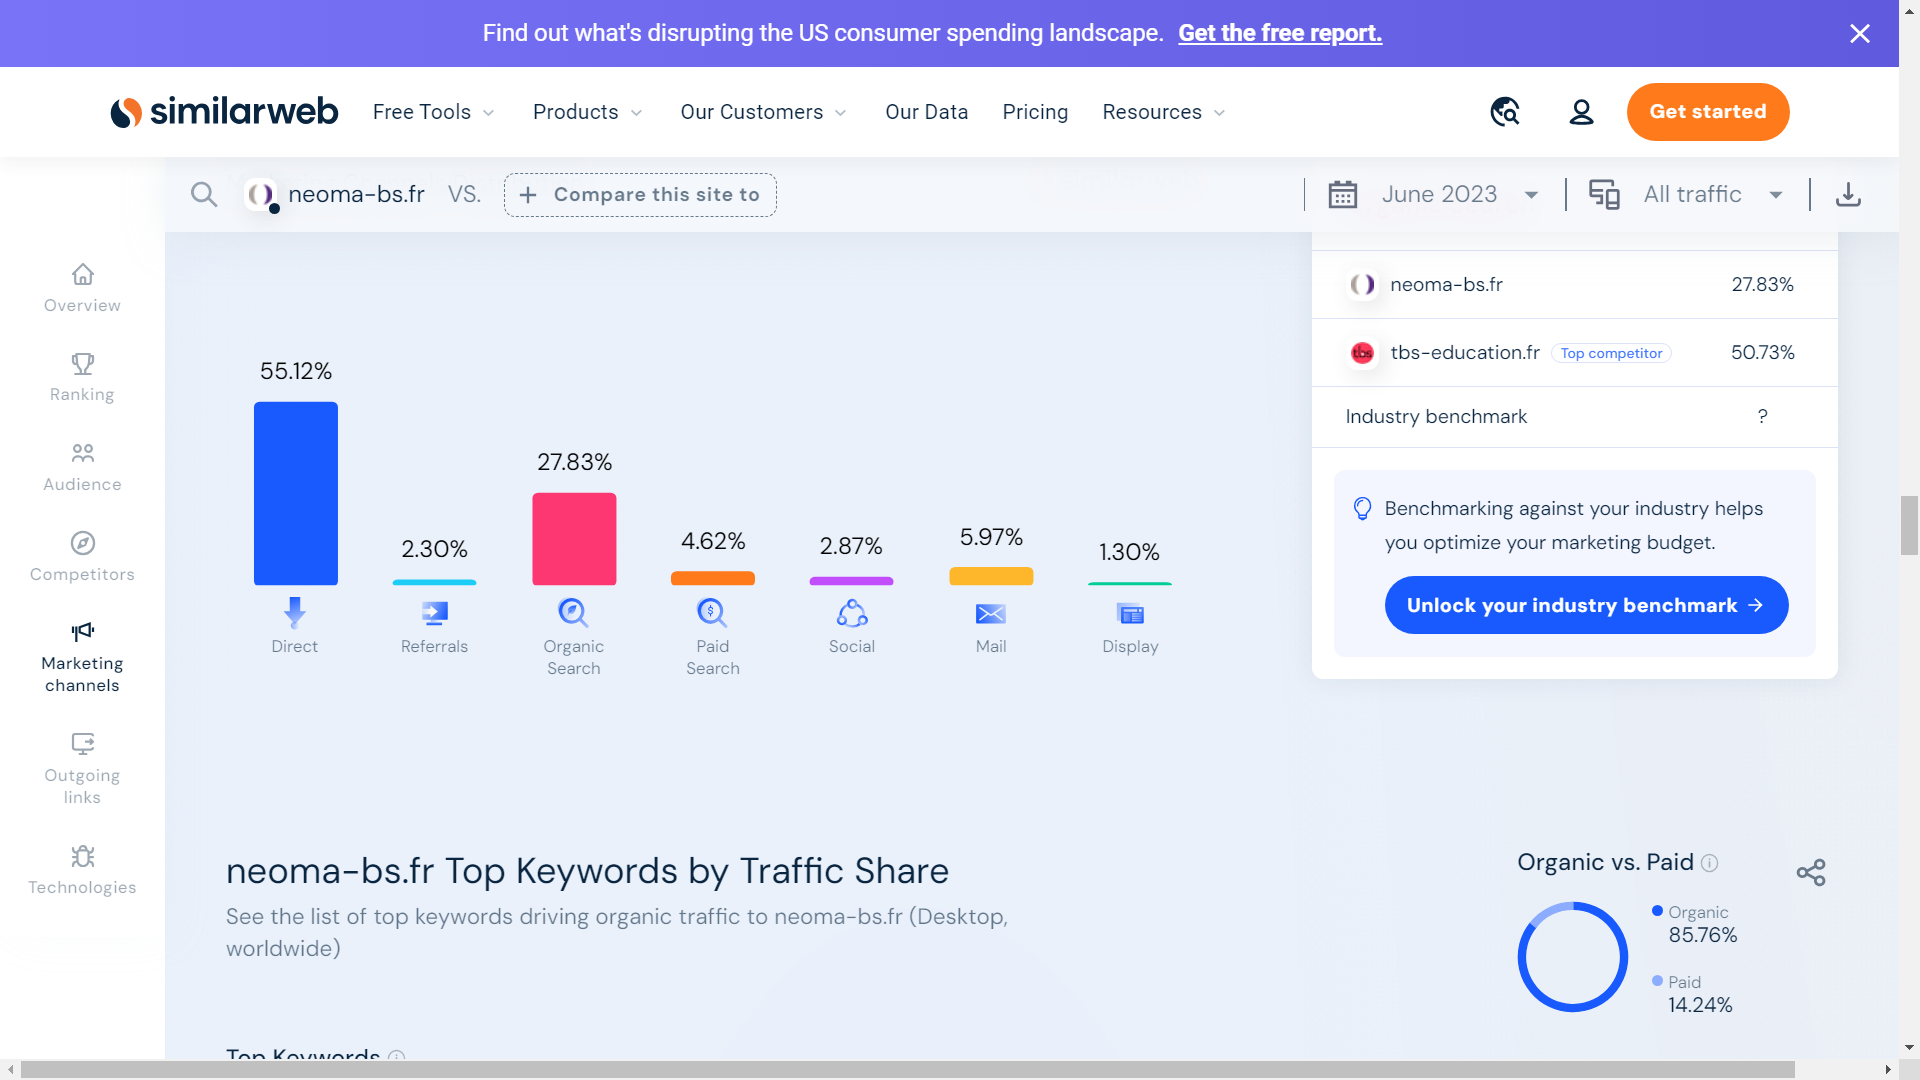 Find out what's disrupting the US consumer spending landscape. Get the free report.
similarweb
Free Tools
Products
Our Customers
Our Data
Pricing
Resources
Get started
neoma-bs.fr
VS.
+ Compare this site to
June 2023
All traffic
Overview
Ranking
Audience
Competitors
Marketing
channels
Outgoing
links
Technologies
55.12%
2.30%
27.83%
4.62%
2.87%
5.97%
1.30%
Direct
Referrals
Organic
Search
Paid
Search
Social
Mail
Display
neoma-bs.fr
27.83%
tbs
tbs-education.fr
Top competitor
50.73%
Industry benchmark
?
Benchmarking against your industry helps
you optimize your marketing budget.
Unlock your industry benchmark →
neoma-bs.fr Top Keywords by Traffic Share
See the list of top keywords driving organic traffic to neoma-bs.fr (Desktop,
worldwide)
Organic vs. Paid
Organic
85.76%
Paid
14.24%
Top Keywords